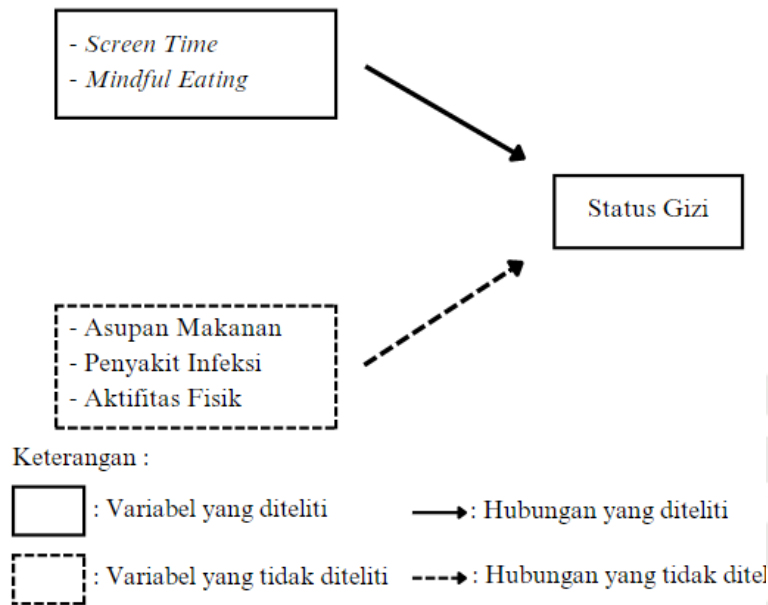 - Screen Time
- Mindful Eating
Status Gizi
- Asupan Makanan
- Penyakit Infeksi
- Aktifitas Fisik
Keterangan :
: Variabel yang diteliti
: Hubungan yang diteliti
: Variabel yang tidak diteliti
: Hubungan yang tidak